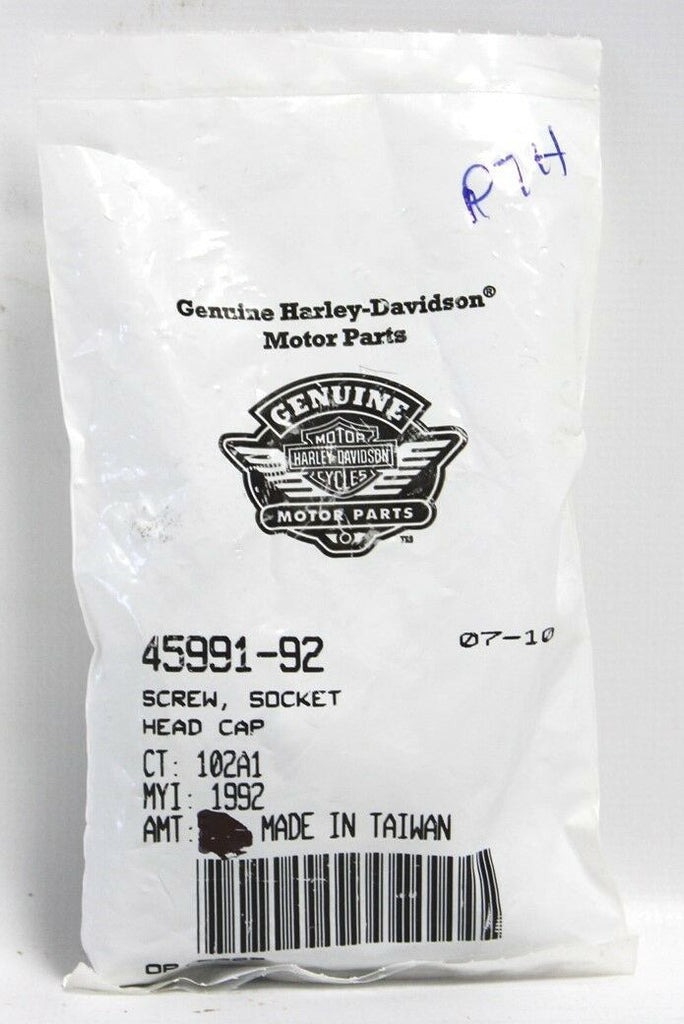 P7H
Genuine Harley-Davidson®
Motor Parts
GENUINE
MOTOR
HARLEY-DAVIDSON
CYCLES
MOTOR PARTS
45991-92 07-10
SCREW, SOCKET
HEAD CAP
CT: 102A1
MYI: 1992
AMT: MADE IN TAIWAN